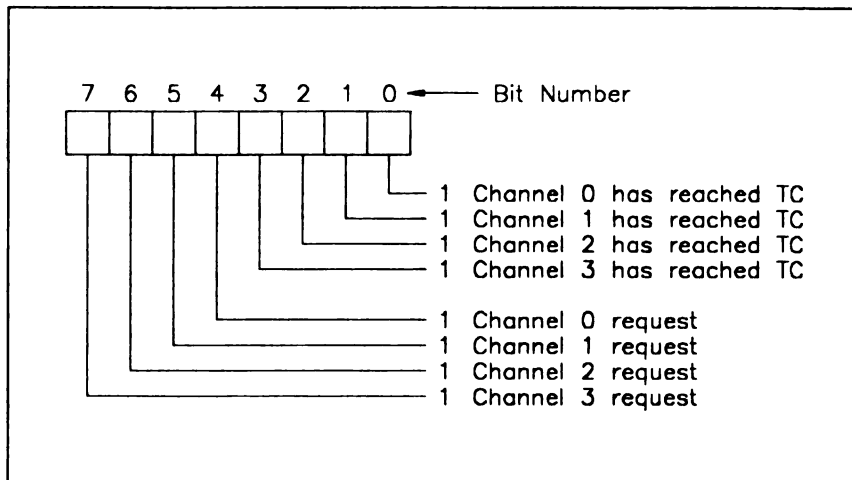 7 6 5 4 3 2 1 0 Bit Number
1 Channel 0 has reached TC
1 Channel 1 has reached TC
1 Channel 2 has reached TC
1 Channel 3 has reached TC
1 Channel 0 request
1 Channel 1 request
1 Channel 2 request
1 Channel 3 request